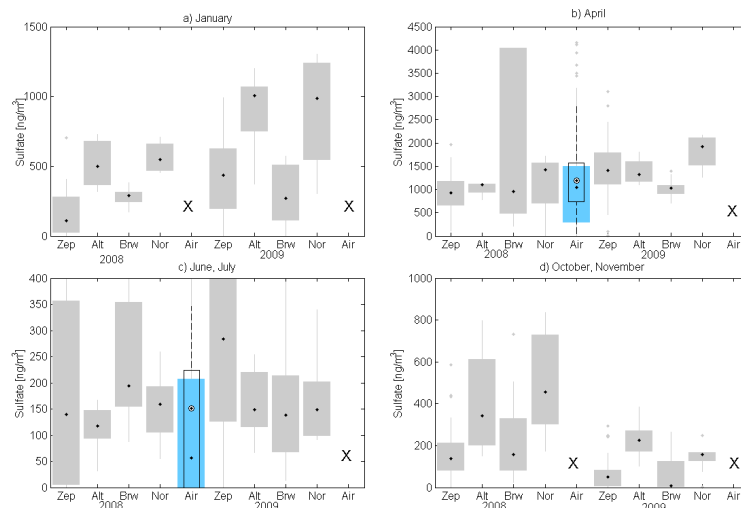 a) January
1500
1000
500
0
Sulfate [ng/m³]
X X
Zep Alt Brw Nor Air Zep Alt Brw Nor Air
2008 2009
b) April
4500
4000
3500
3000
2500
2000
1500
1000
500
0
Sulfate [ng/m³]
X
Zep Alt Brw Nor Air Zep Alt Brw Nor Air
2008 2009
c) June, July
400
350
300
250
200
150
100
50
0
Sulfate [ng/m³]
X
Zep Alt Brw Nor Air Zep Alt Brw Nor Air
2008 2009
d) October, November
1000
800
600
400
200
0
Sulfate [ng/m³]
X X
Zep Alt Brw Nor Air Zep Alt Brw Nor Air
2008 2009